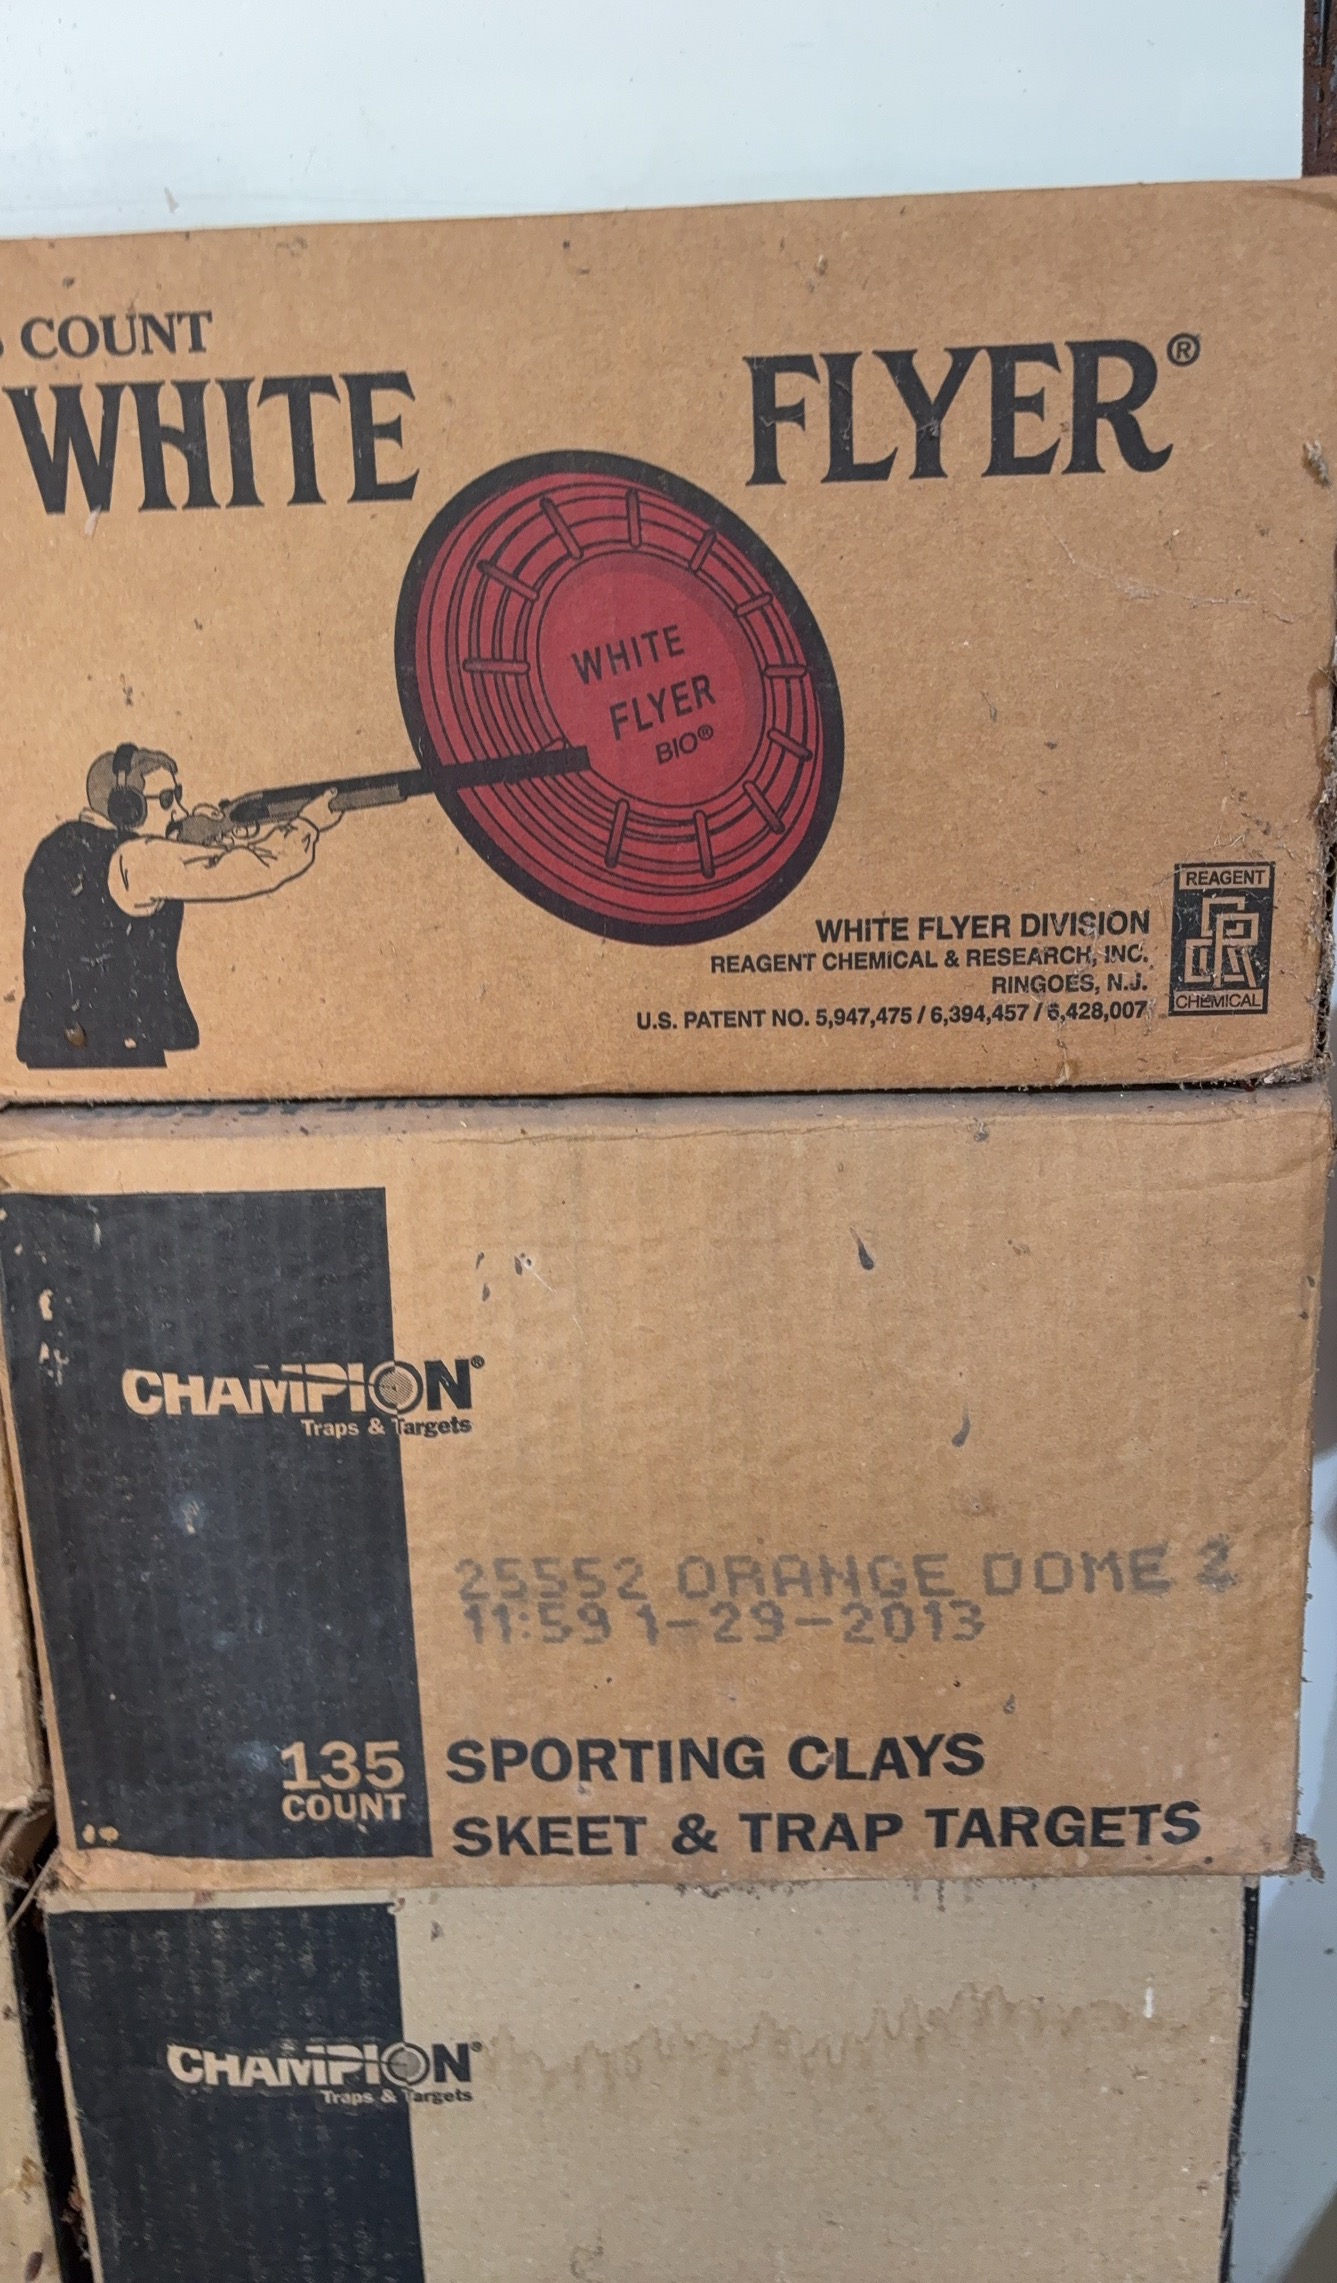 COUNT
WHITE FLYER®
WHITE
FLYER
BIO®
WHITE FLYER DIVISION
REAGENT CHEMICAL & RESEARCH, INC.
RINGOES, N.J.
U.S. PATENT NO. 5,947,475 / 6,394,457 / 6,428,007
REAGENT
CHEMICAL
CHAMPION®
Traps & Targets
25552 ORANGE DOME 2
11:59 1-29-2013
135
COUNT
SPORTING CLAYS
SKEET & TRAP TARGETS
CHAMPION®
Traps & Targets